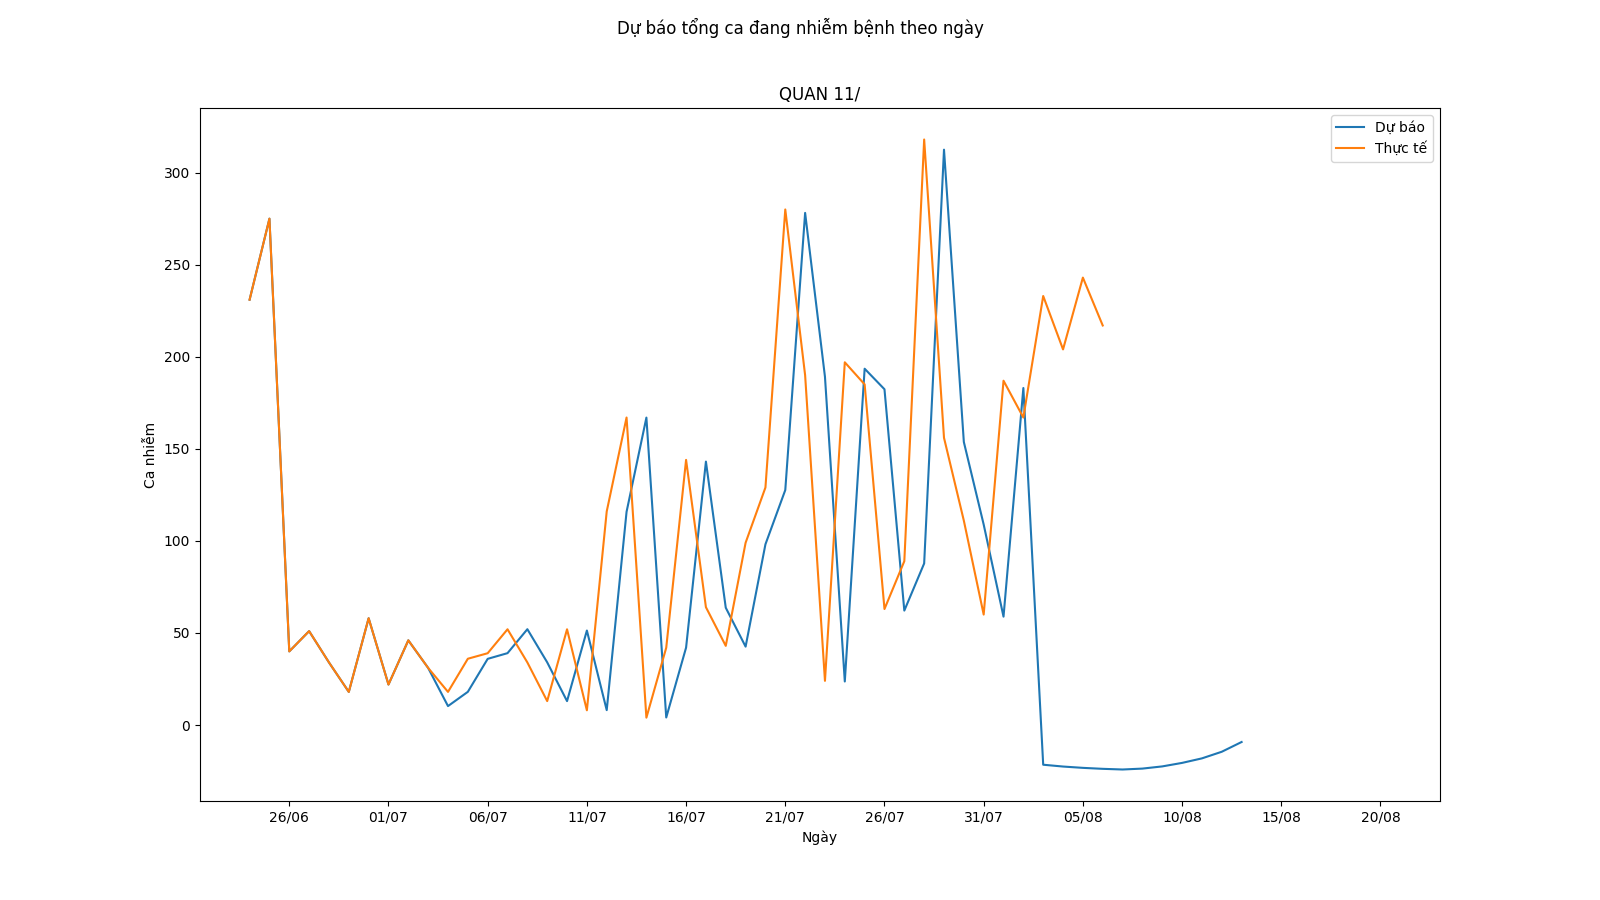 Dự báo tổng ca đang nhiễm bệnh theo ngày
QUAN 11/
Dự báo
Thực tế
300
250
200
150
100
50
0
Ca nhiễm
26/06 01/07 06/07 11/07 16/07 21/07 26/07 31/07 05/08 10/08 15/08 20/08
Ngày